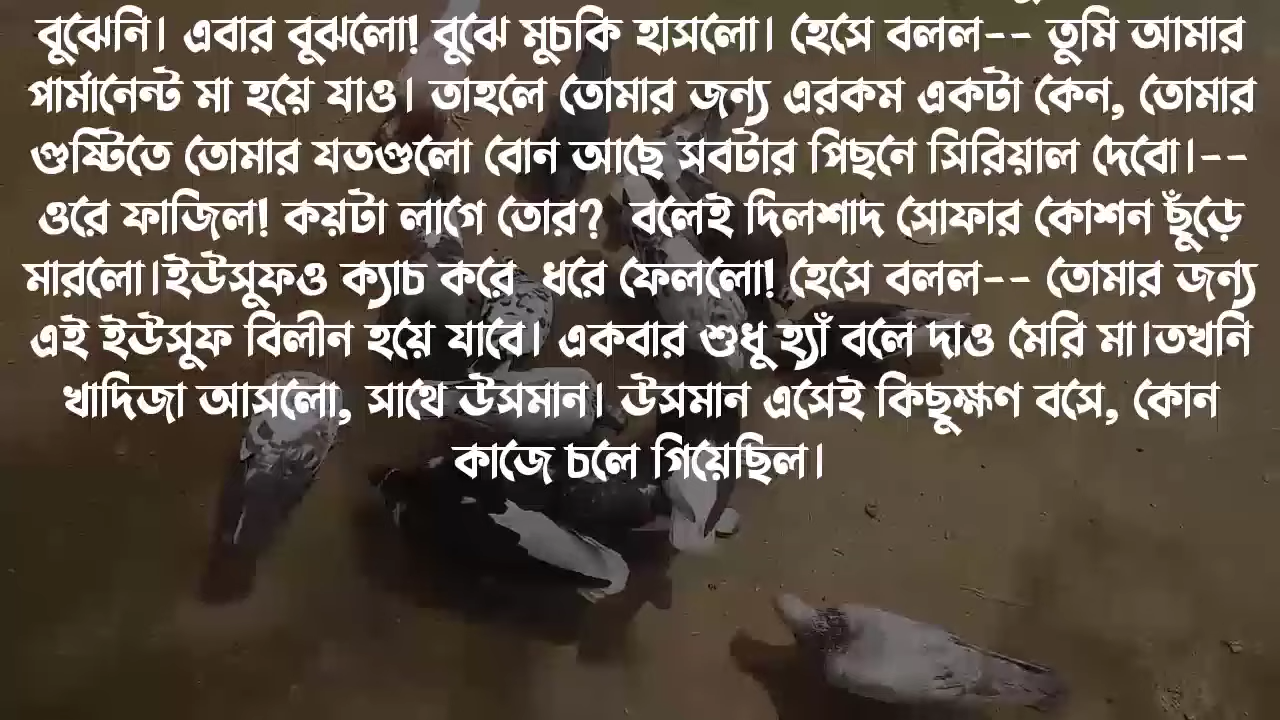 বুঝেনি। এবার বুঝলো! বুঝে মুচকি হাসলো। হেসে বলল-- তুমি আমার
পার্মানেন্ট মা হয়ে যাও। তাহলে তোমার জন্য এরকম একটা কেন, তোমার
গুষ্টিতে তোমার যতগুলো বোন আছে সবটার পিছনে সিরিয়াল দেবো।--
ওরে ফাজিল! কয়টা লাগে তোর? বলেই দিলশাদ সোফার কোশন ছুঁড়ে
মারলো।ইউসুফও ক্যাচ করে ধরে ফেললো! হেসে বলল-- তোমার জন্য
এই ইউসুফ বিলীন হয়ে যাবে। একবার শুধু হ্যাঁ বলে দাও মেরি মা।তখনি
খাদিজা আসলো, সাথে উসমান। উসমান এসেই কিছুক্ষণ বসে, কোন
কাজে চলে গিয়েছিল।